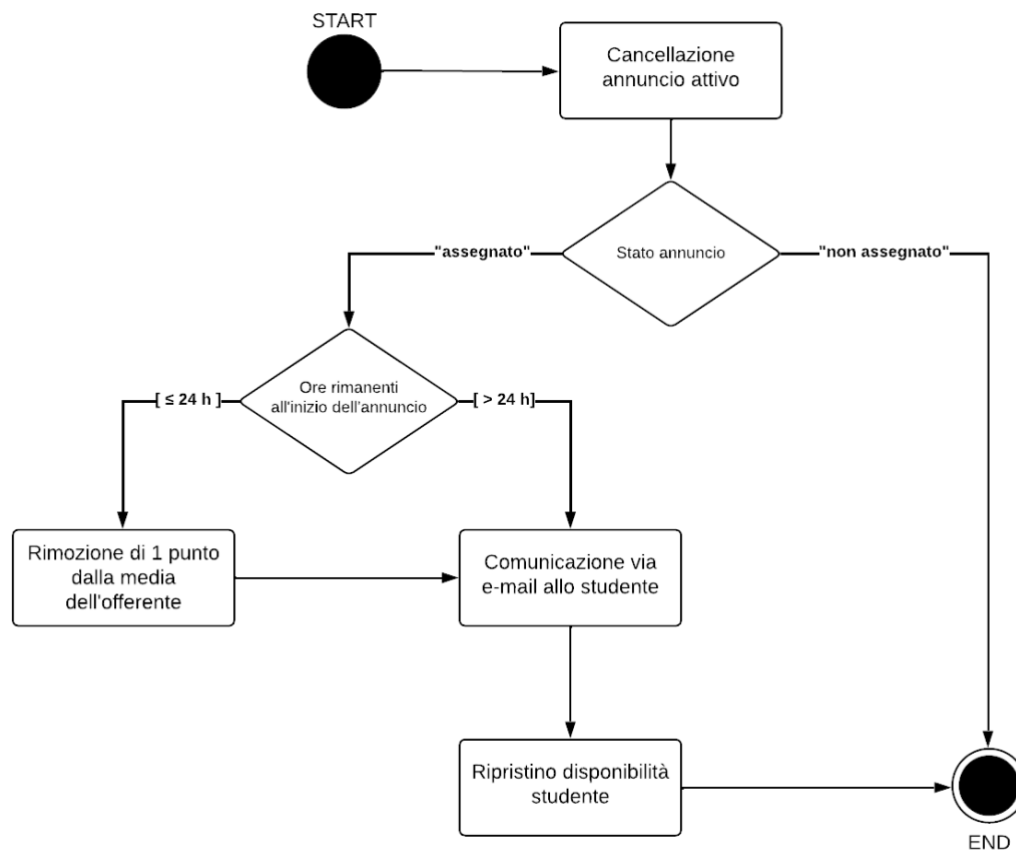 START
Cancellazione
annuncio attivo
"assegnato"
Stato annuncio
"non assegnato"
Ore rimanenti
all'inizio dell'annuncio
[ ≤ 24 h ]
[ > 24 h]
Rimozione di 1 punto
dalla media
dell'offerente
Comunicazione via
e-mail allo studente
Ripristino disponibilità
studente
END